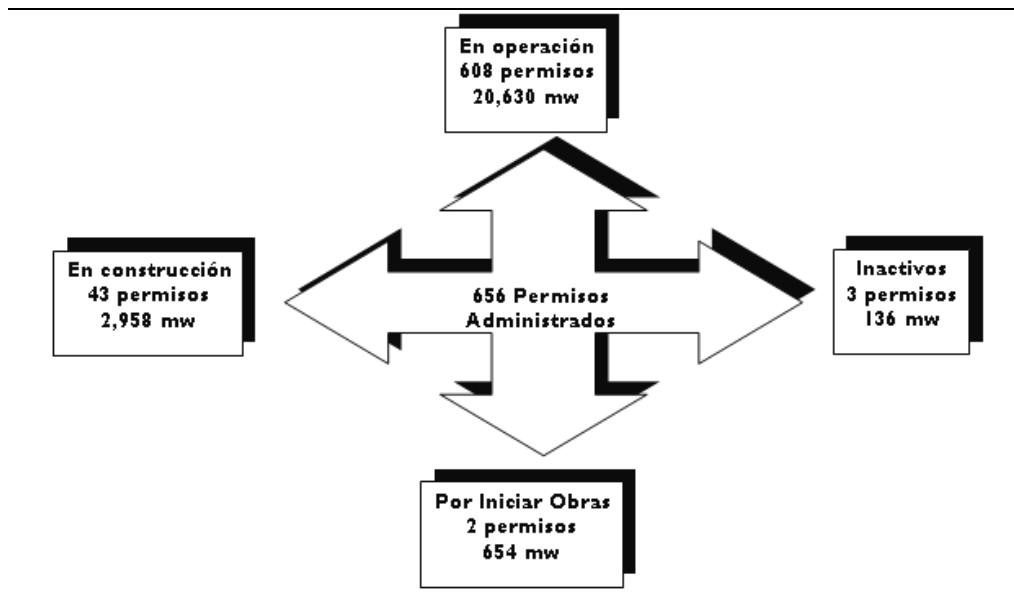 En operación
608 permisos
20,630 mw
En construcción
43 permisos
2,958 mw
656 Permisos
Administrados
Inactivos
3 permisos
136 mw
Por Iniciar Obras
2 permisos
654 mw